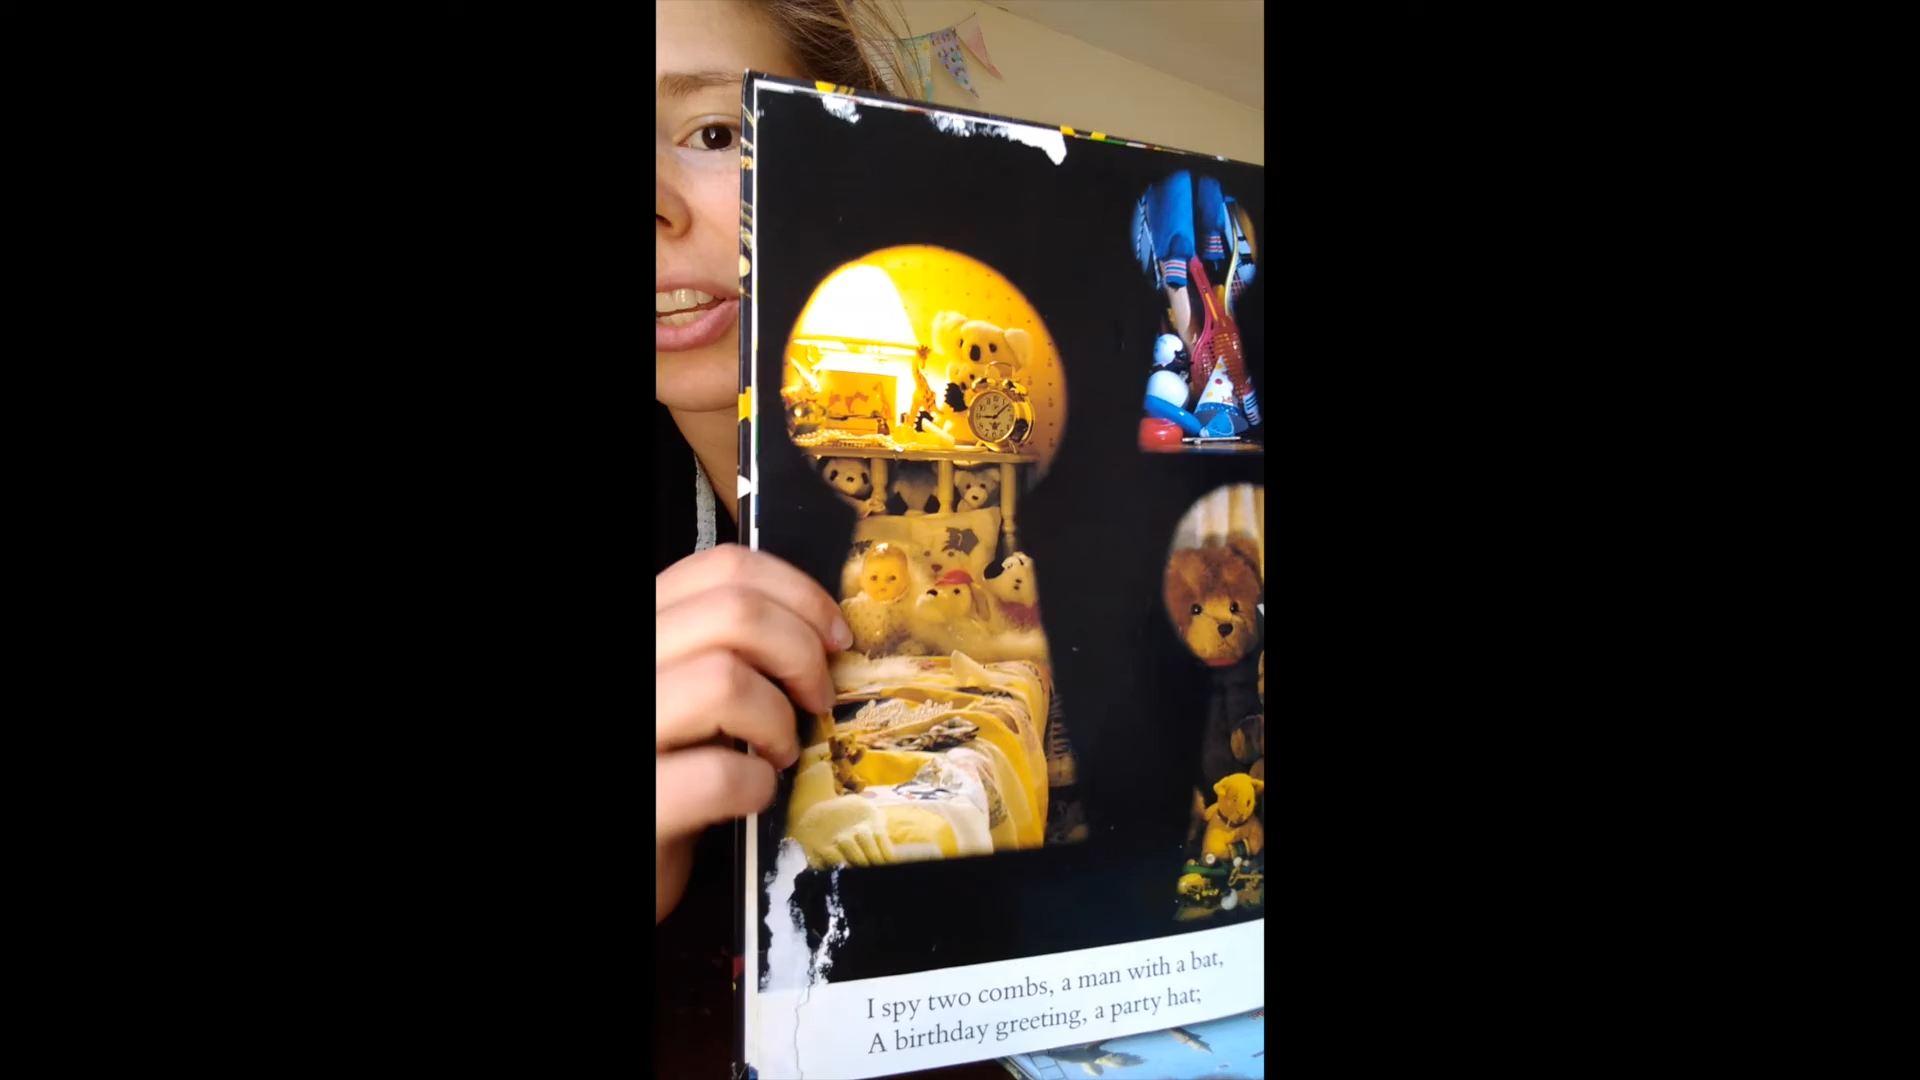 I spy two combs, a man with a bat,
A birthday greeting, a party hat;